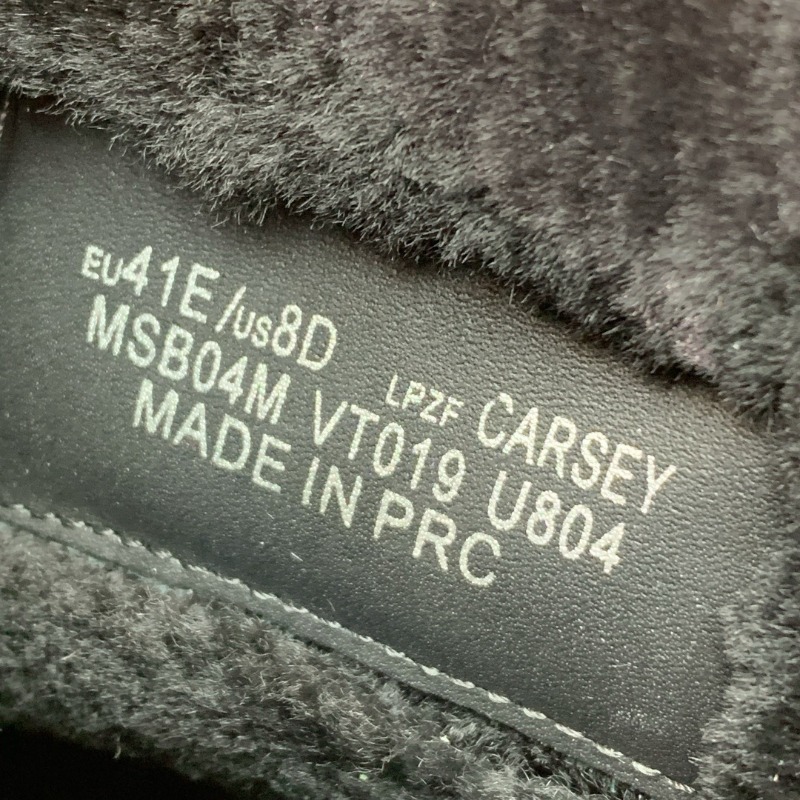 EU41E/US8D LPZF CARSEY
MSB04M VT019 U804
MADE IN PRC